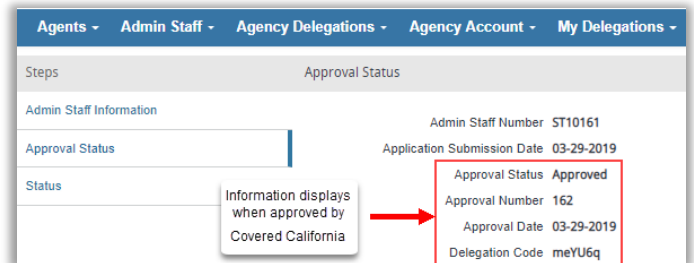 Agents Admin Staff Agency Delegations Agency Account My Delegations
Steps Approval Status
Admin Staff Information
Admin Staff Number ST10161
Approval Status
Application Submission Date 03-29-2019
Approval Status Approved
Status
Information displays
when approved by
Covered California
Approval Number 162
Approval Date 03-29-2019
Delegation Code meYU6q